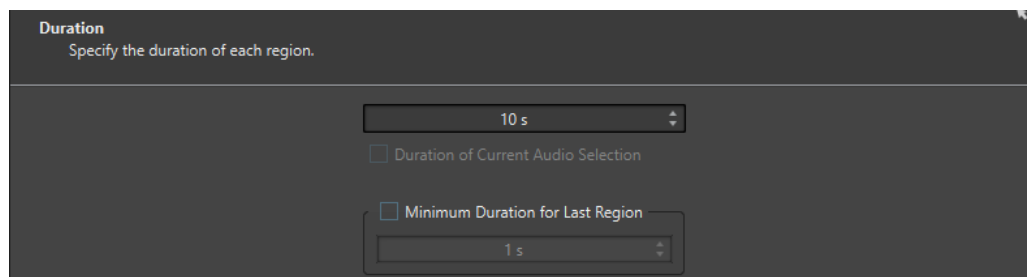 Duration
Specify the duration of each region.
10 s
Duration of Current Audio Selection
Minimum Duration for Last Region
1 s